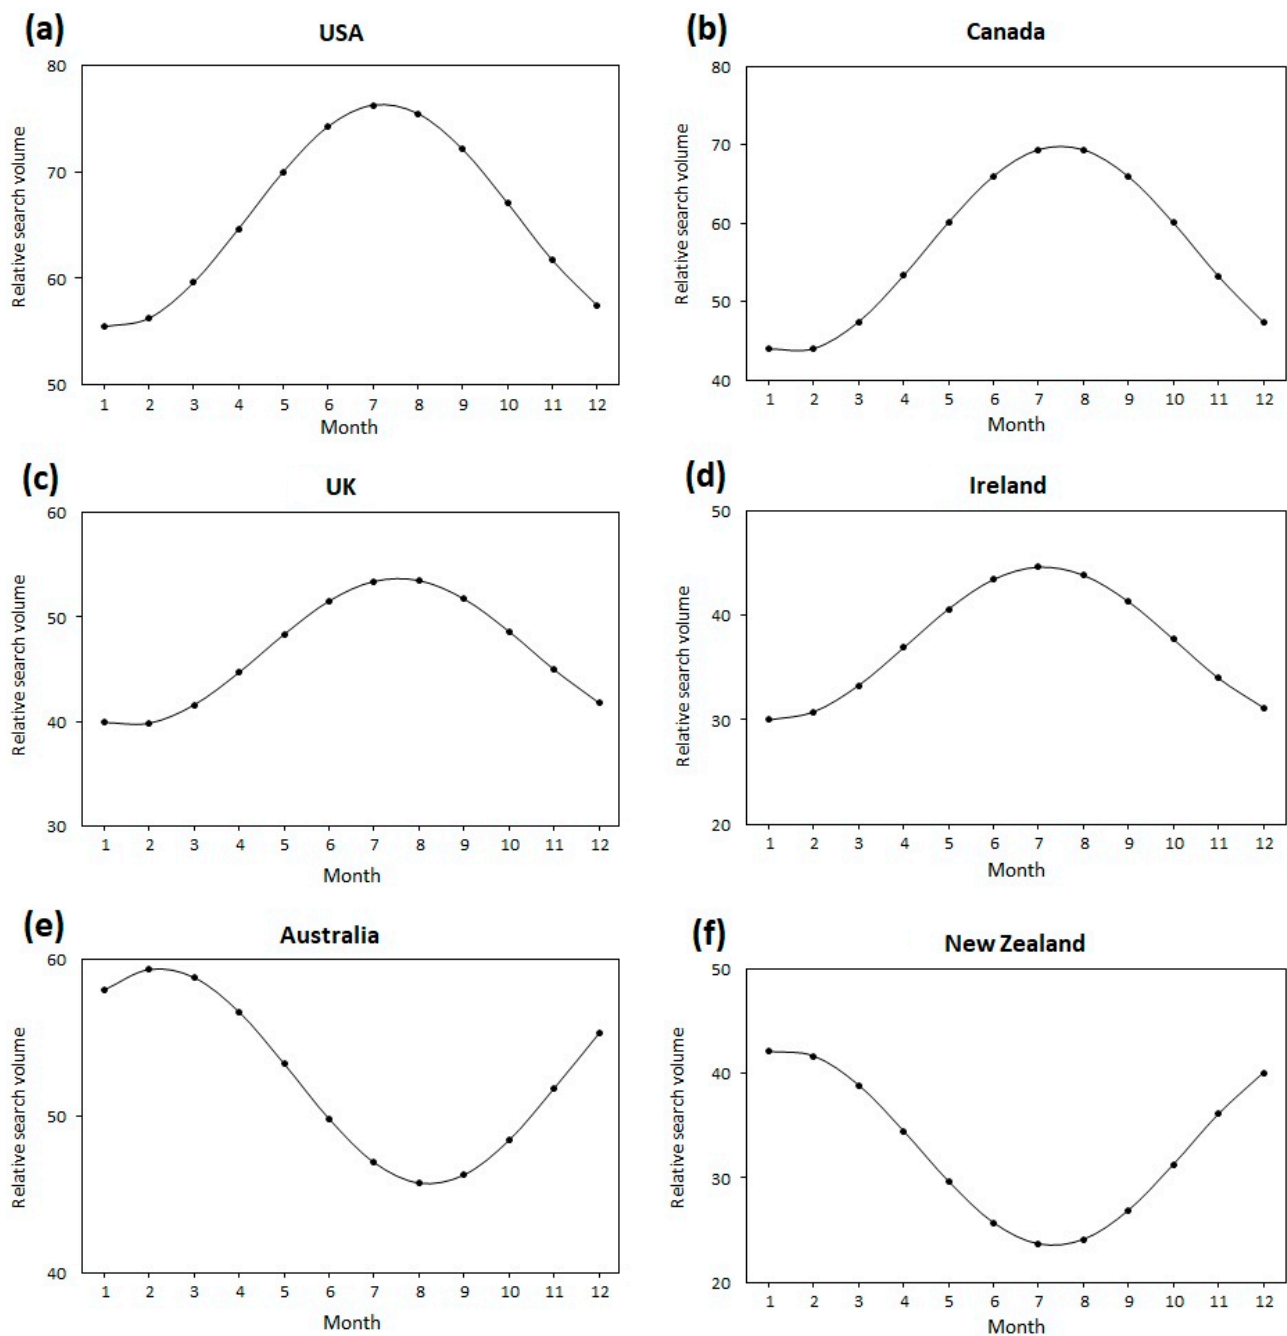 (a)
USA
Relative search volume
80
70
60
50
1 2 3 4 5 6 7 8 9 10 11 12
Month
(b)
Canada
Relative search volume
80
70
60
50
40
1 2 3 4 5 6 7 8 9 10 11 12
Month
(c)
UK
Relative search volume
60
50
40
30
1 2 3 4 5 6 7 8 9 10 11 12
Month
(d)
Ireland
Relative search volume
50
40
30
20
1 2 3 4 5 6 7 8 9 10 11 12
Month
(e)
Australia
Relative search volume
60
50
40
1 2 3 4 5 6 7 8 9 10 11 12
Month
(f)
New Zealand
Relative search volume
50
40
30
20
1 2 3 4 5 6 7 8 9 10 11 12
Month